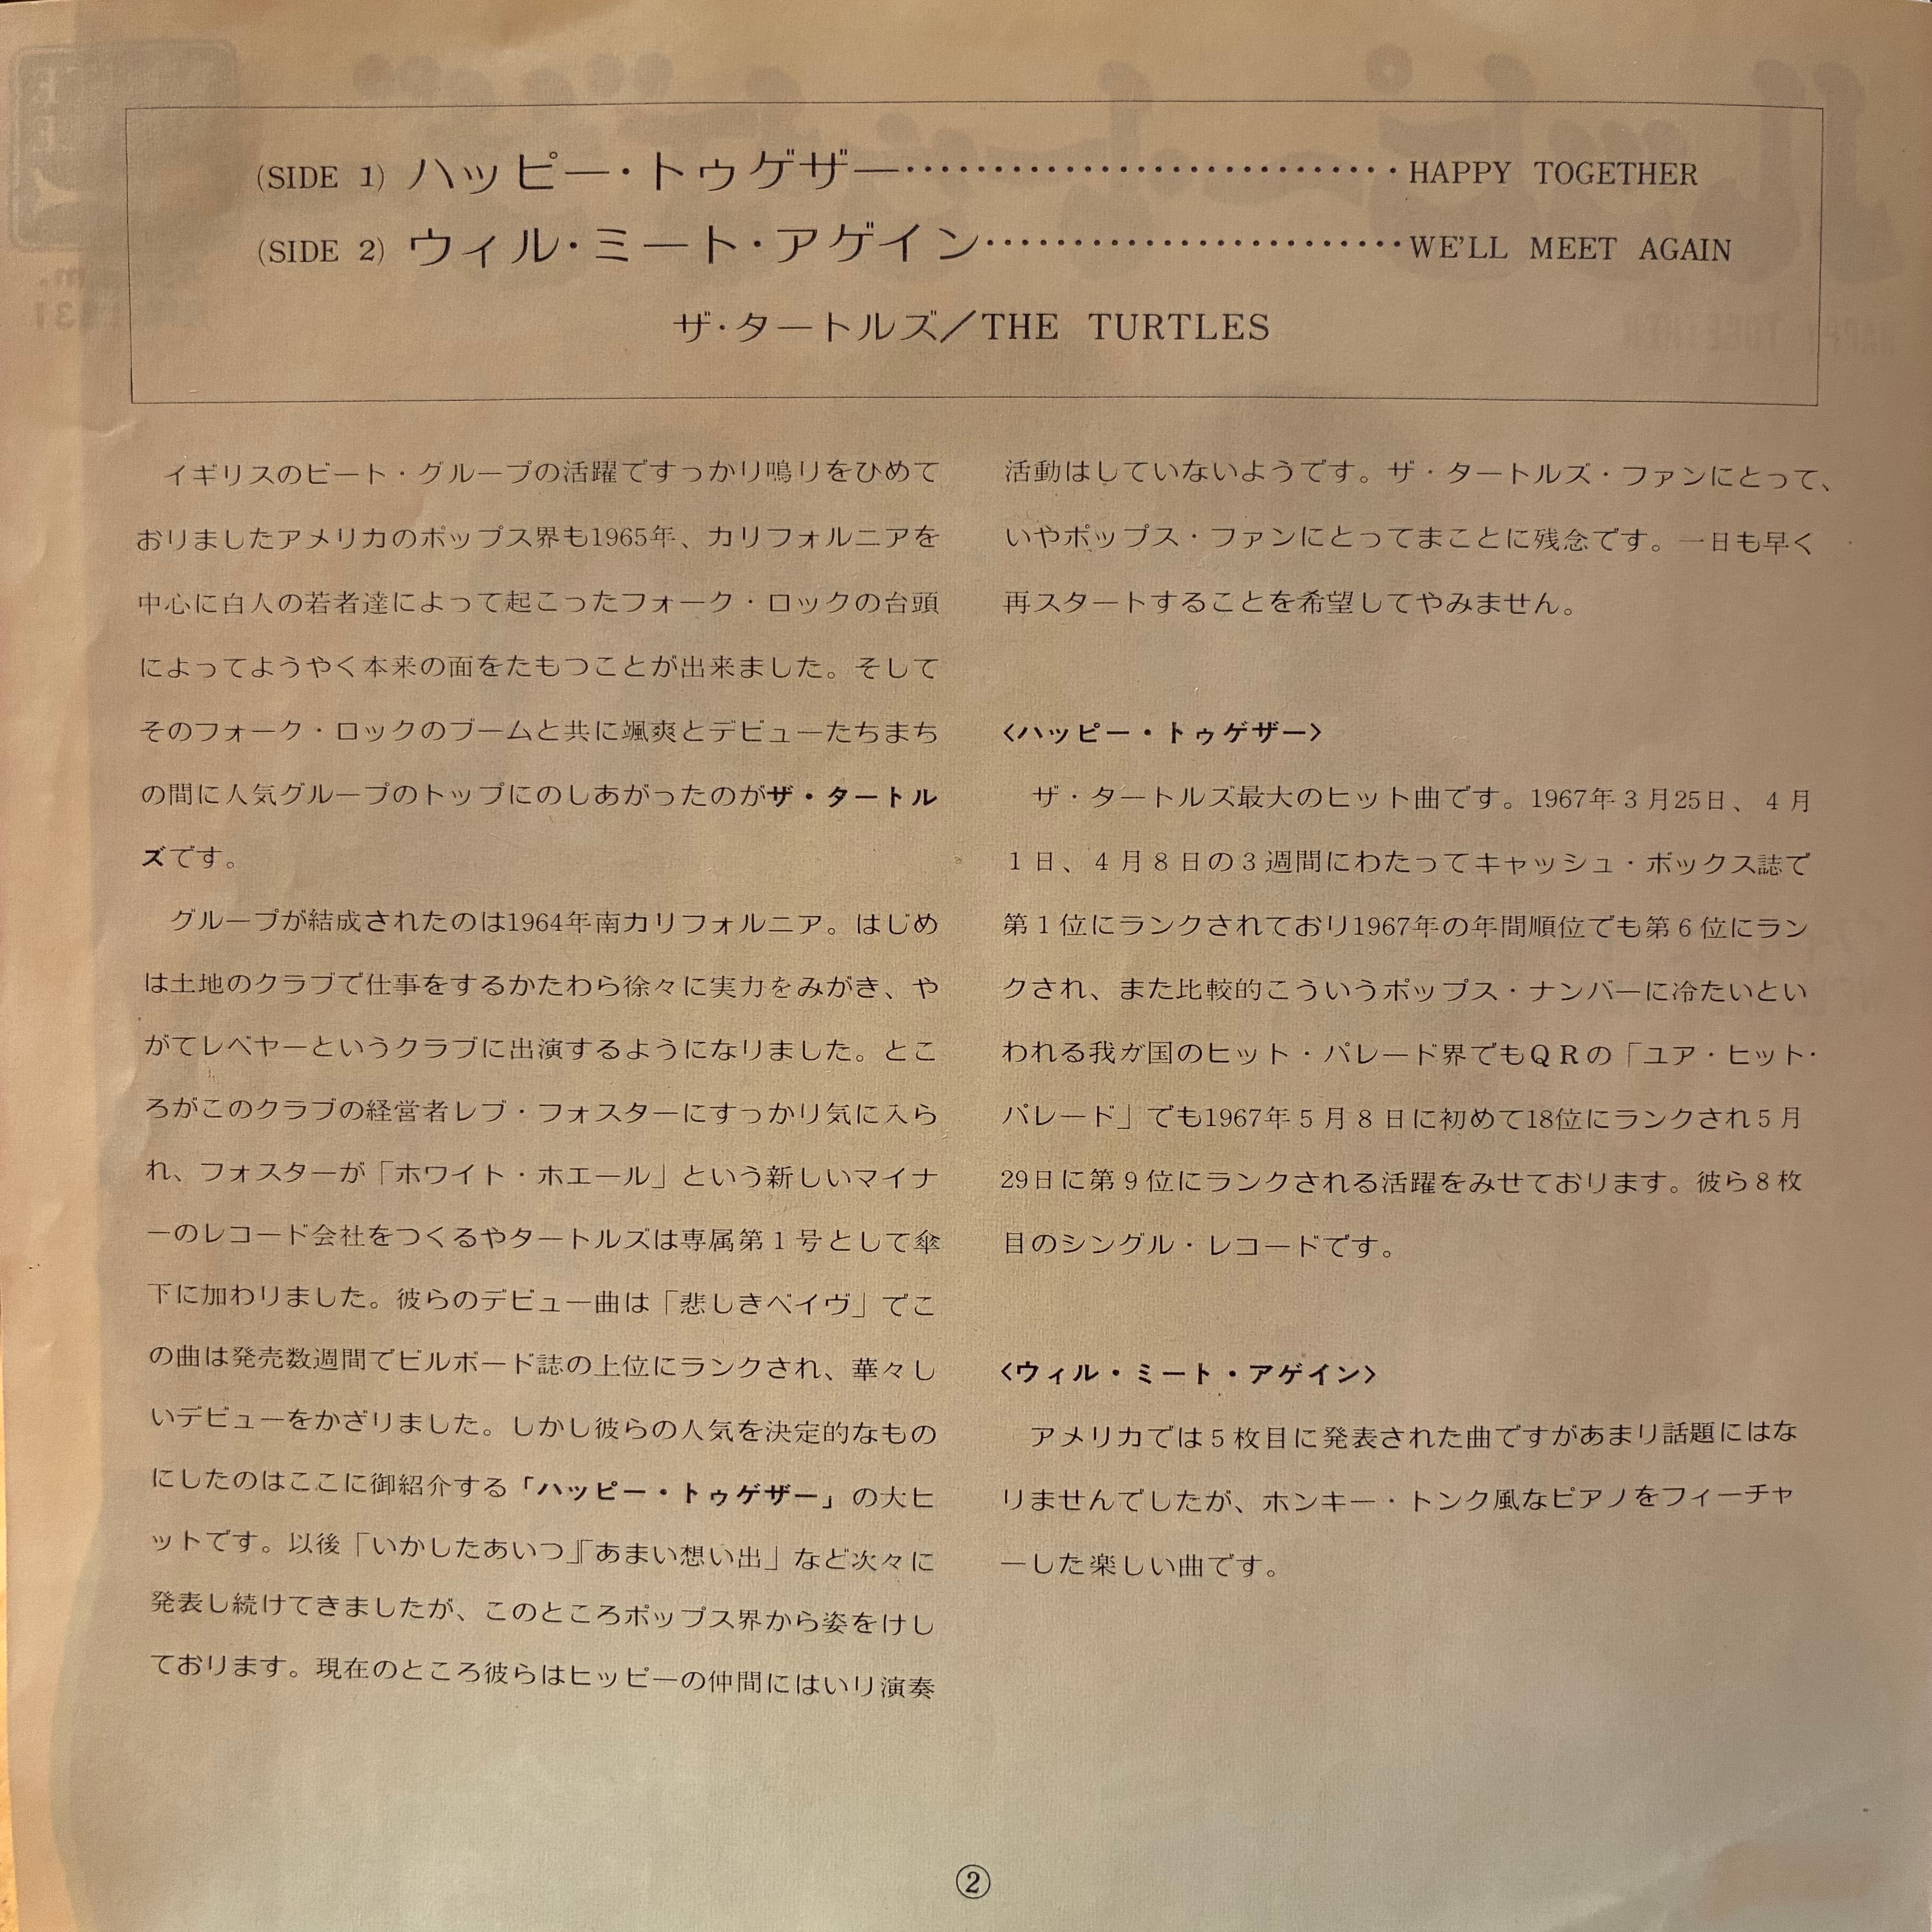 (SIDE 1) ハッピー・トゥゲザー………………………………HAPPY TOGETHER
(SIDE 2) ウィル・ミート・アゲイン…………………………WE'LL MEET AGAIN
ザ・タートルズ／THE TURTLES
イギリスのビート・グループの活躍ですっかり鳴りをひめて
おりましたアメリカのポップス界も1965年、カリフォルニアを
中心に白人の若者達によって起こったフォーク・ロックの台頭
によってようやく本来の面をたもつことが出来ました。そして
そのフォーク・ロックのブームと共に颯爽とデビューたちまち
の間に人気グループのトップにのしあがったのがザ・タートル
ズです。
グループが結成されたのは1964年南カリフォルニア。はじめ
は土地のクラブで仕事をするかたわら徐々に実力をみがき、や
がてレベヤーというクラブに出演するようになりました。とこ
ろがこのクラブの経営者レブ・フォスターにすっかり気に入ら
れ、フォスターが「ホワイト・ホエール」という新しいマイナ
ーのレコード会社をつくるやタートルズは専属第1号として傘
下に加わりました。彼らのデビュー曲は「悲しきベイヴ」でこ
の曲は発売数週間でビルボード誌の上位にランクされ、華々し
いデビューをかざりました。しかし彼らの人気を決定的なもの
にしたのはここに御紹介する「ハッピー・トゥゲザー」の大ヒ
ットです。以後「いかしたあいつ」「あまい想い出」など次々に
発表し続けてきましたが、このところポップス界から姿をけし
ております。現在のところ彼らはヒッピーの仲間にはいり演奏
活動はしていないようです。ザ・タートルズ・ファンにとって、
いやポップス・ファンにとってまことに残念です。一日も早く
再スタートすることを希望してやみません。
〈ハッピー・トゥゲザー〉
ザ・タートルズ最大のヒット曲です。1967年3月25日、4月
1日、4月8日の3週間にわたってキャッシュ・ボックス誌で
第1位にランクされており1967年の年間順位でも第6位にラン
クされ、また比較的こういうポップス・ナンバーに冷たいとい
われる我が国のヒット・パレード界でもQRの「ユア・ヒット・
パレード」でも1967年5月8日に初めて18位にランクされ5月
29日に第9位にランクされる活躍をみせております。彼ら8枚
目のシングル・レコードです。
〈ウィル・ミート・アゲイン〉
アメリカでは5枚目に発表された曲ですがあまり話題にはな
りませんでしたが、ホンキー・トンク風なピアノをフィーチャ
ーした楽しい曲です。
②